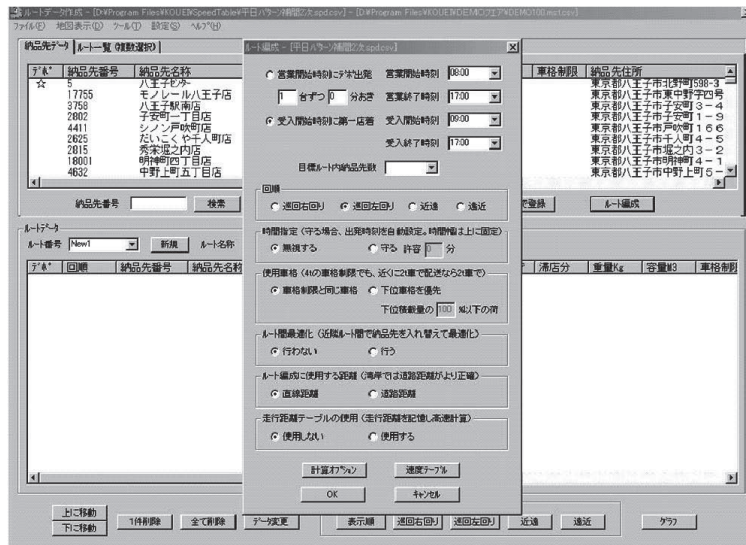 ルートデータ作成 - [D:¥Program Files¥KOUEI¥SpeedTable¥平日パターン補間2次spd.csv] - [D:¥Program Files¥KOUEI¥DEMOソフト¥DEMO100.mst.csv]
ファイル(F) 地図表示(D) ツール(T) 設定(S) ヘルプ(H)
納品先データ ルート一覧(複数選択)
デポ 納品先番号 納品先名称
☆ 5 八王子センター
17755 モノレール八王子店
3758 八王子駅南店
2802 子安町一丁目店
4411 シノン戸吹町店
2625 だいこくや千人町店
2815 秀栄堀之内店
18001 明神町四丁目店
4632 中野上町五丁目店
車格制限 納品先住所
東京都八王子市北野町598-3
東京都八王子市東中野字四号
東京都八王子市子安町3-4
東京都八王子市子安町1-9
東京都八王子市戸吹町166
東京都八王子市千人町4-5
東京都八王子市堀之内3-2
東京都八王子市明神町4-1
東京都八王子市中野上町5-
納品先番号 検索
で登録 ルート編成
ルートデータ
ルート番号 New1 新規 ルート名称
デポ 回順 納品先番号 納品先名称
滞店分 重量Kg 容量M3 車格制限
ルート編成 - [平日パターン補間2次spd.csv]
営業開始時刻にデポ出発 営業開始時刻 08:00
1 台ずつ 0 分おき 営業終了時刻 17:00
受入開始時刻に第一店着 受入開始時刻 09:00
受入終了時刻 17:00
目標ルート内納品先数
回順
巡回右回り 巡回左回り 近遠 遠近
時間指定(守る場合、出発時刻を自動設定。時間幅は上に固定)
無視する 守る 許容 0 分
使用車格(4tの車格制限でも、近くに2t車で配送なら2t車で)
車格制限と同じ車格 下位車格を優先
下位積載量の 100 %以下の荷
ルート間最適化(近隣ルート間で納品先を入れ替えて最適化)
行わない 行う
ルート編成に使用する距離(湾岸では道路距離がより正確)
直線距離 道路距離
走行距離テーブルの使用(走行距離を記憶し高速計算)
使用しない 使用する
計算オプション 速度テーブル
OK キャンセル
上に移動 下に移動 1件削除 全て削除 データ変更 表示順 巡回右回り 巡回左回り 近遠 遠近 グラフ